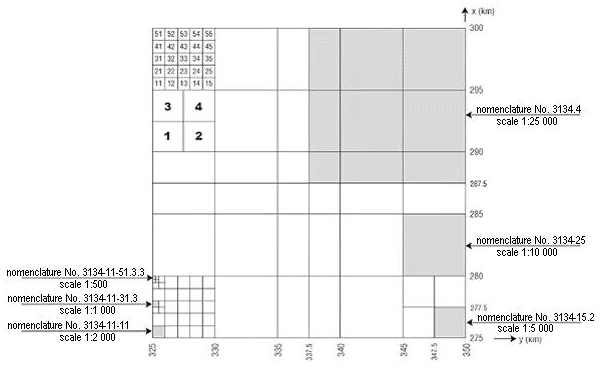 x (km)
300
51 52 53 54 55
41 42 43 44 45
31 32 33 34 35
21 22 23 24 25
11 12 13 14 15
295
3 4
nomenclature No. 3134.4
scale 1:25 000
1 2
290
287.5
285
nomenclature No. 3134-25
scale 1:10 000
280
nomenclature No. 3134-11-51.3.3
scale 1:500
nomenclature No. 3134-11-31.3
scale 1:1 000
277.5
nomenclature No. 3134-11-11
scale 1:2 000
nomenclature No. 3134-15.2
scale 1:5 000
275
y (km)
325 330 335 337.5 340 345 347.5 350